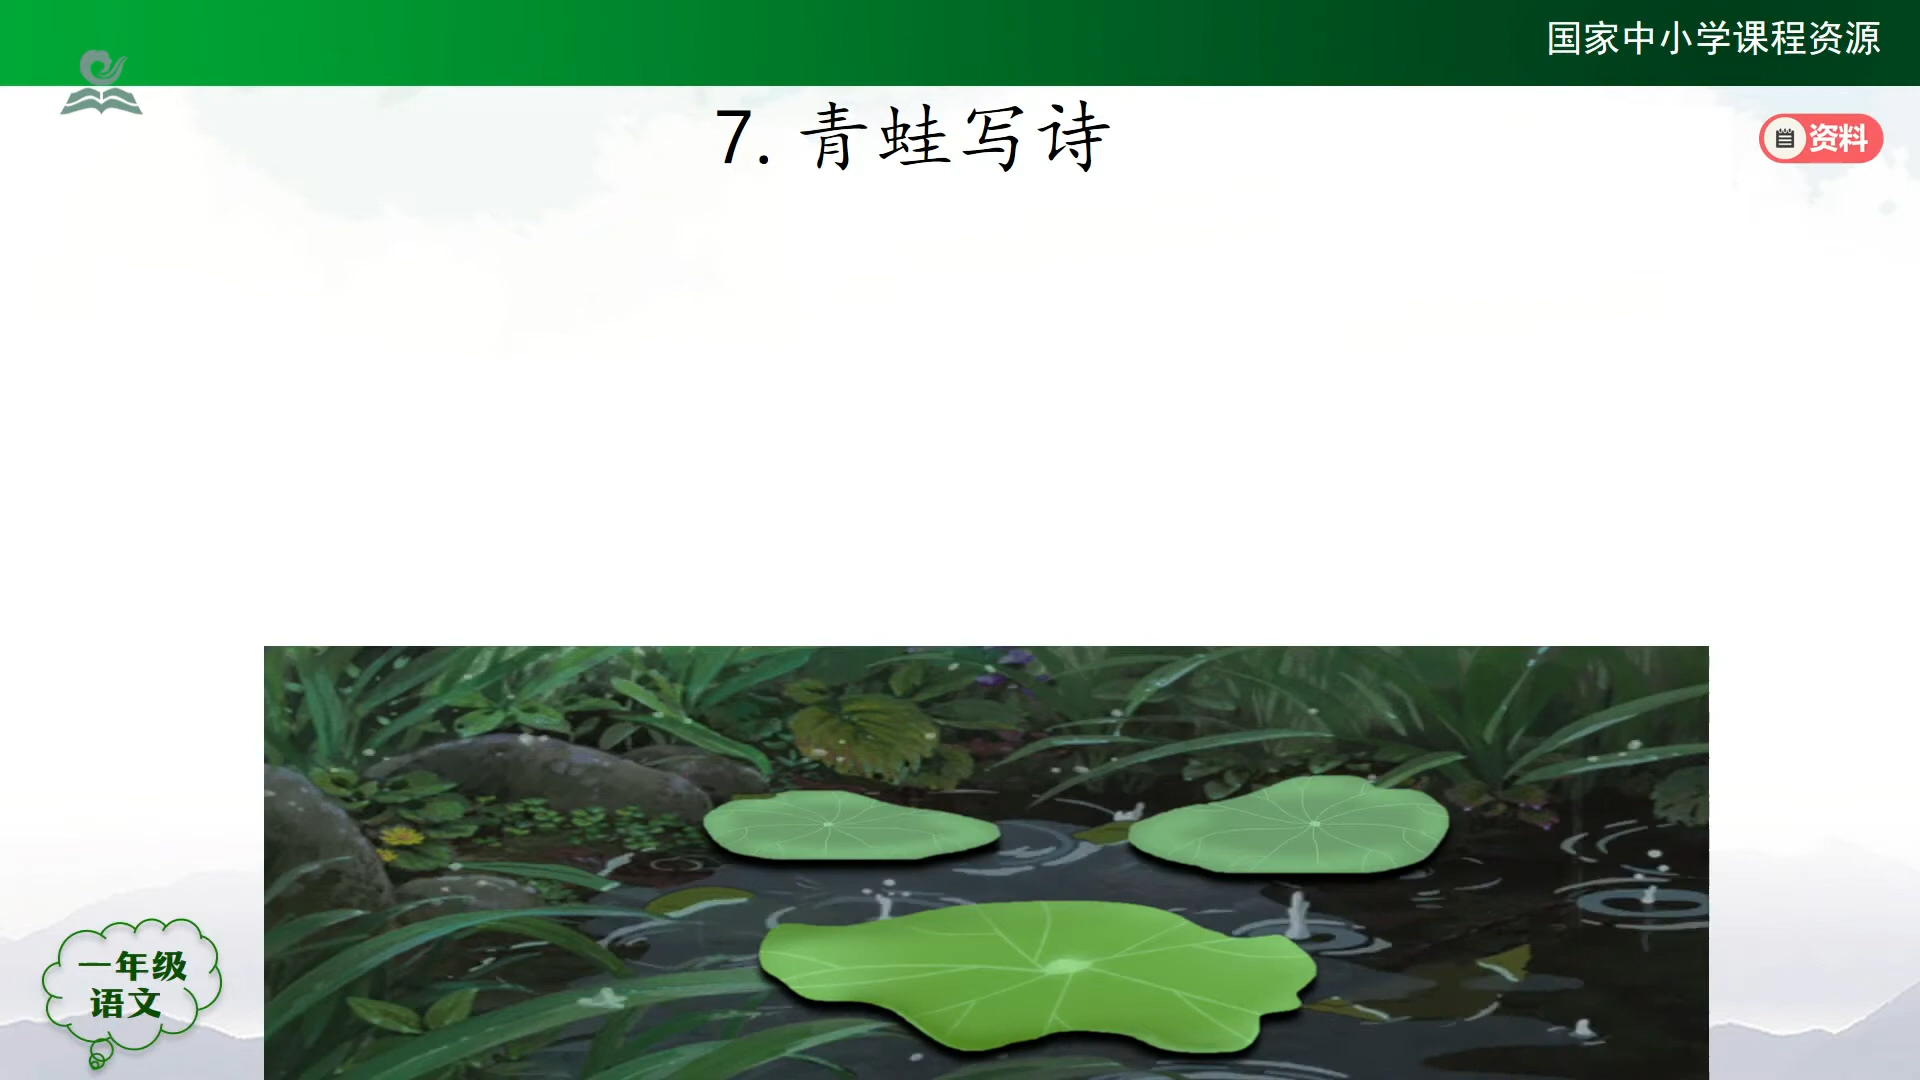 国家中小学课程资源
7. 青蛙写诗
资料
一年级
语文